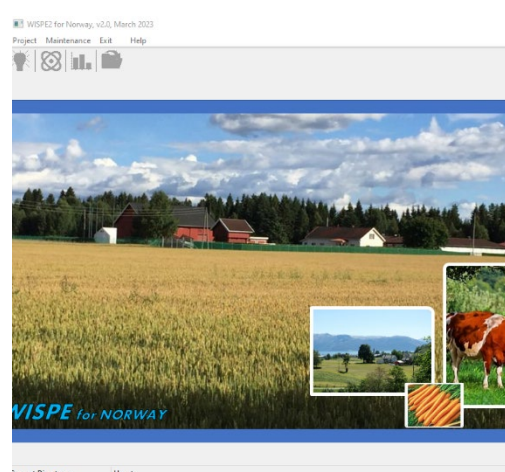 WISPE2 for Norway, v2.0, March 2023
Project Maintenance Exit Help
WISPE for NORWAY